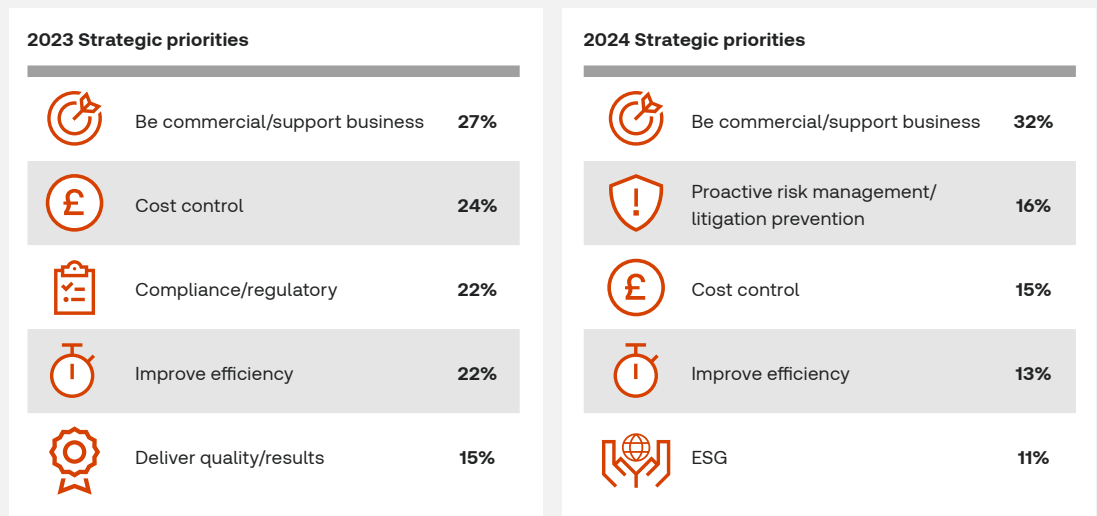 2023 Strategic priorities
Be commercial/support business 27%
£ Cost control 24%
Compliance/regulatory 22%
Improve efficiency 22%
Deliver quality/results 15%
2024 Strategic priorities
Be commercial/support business 32%
! Proactive risk management/
litigation prevention 16%
£ Cost control 15%
Improve efficiency 13%
ESG 11%